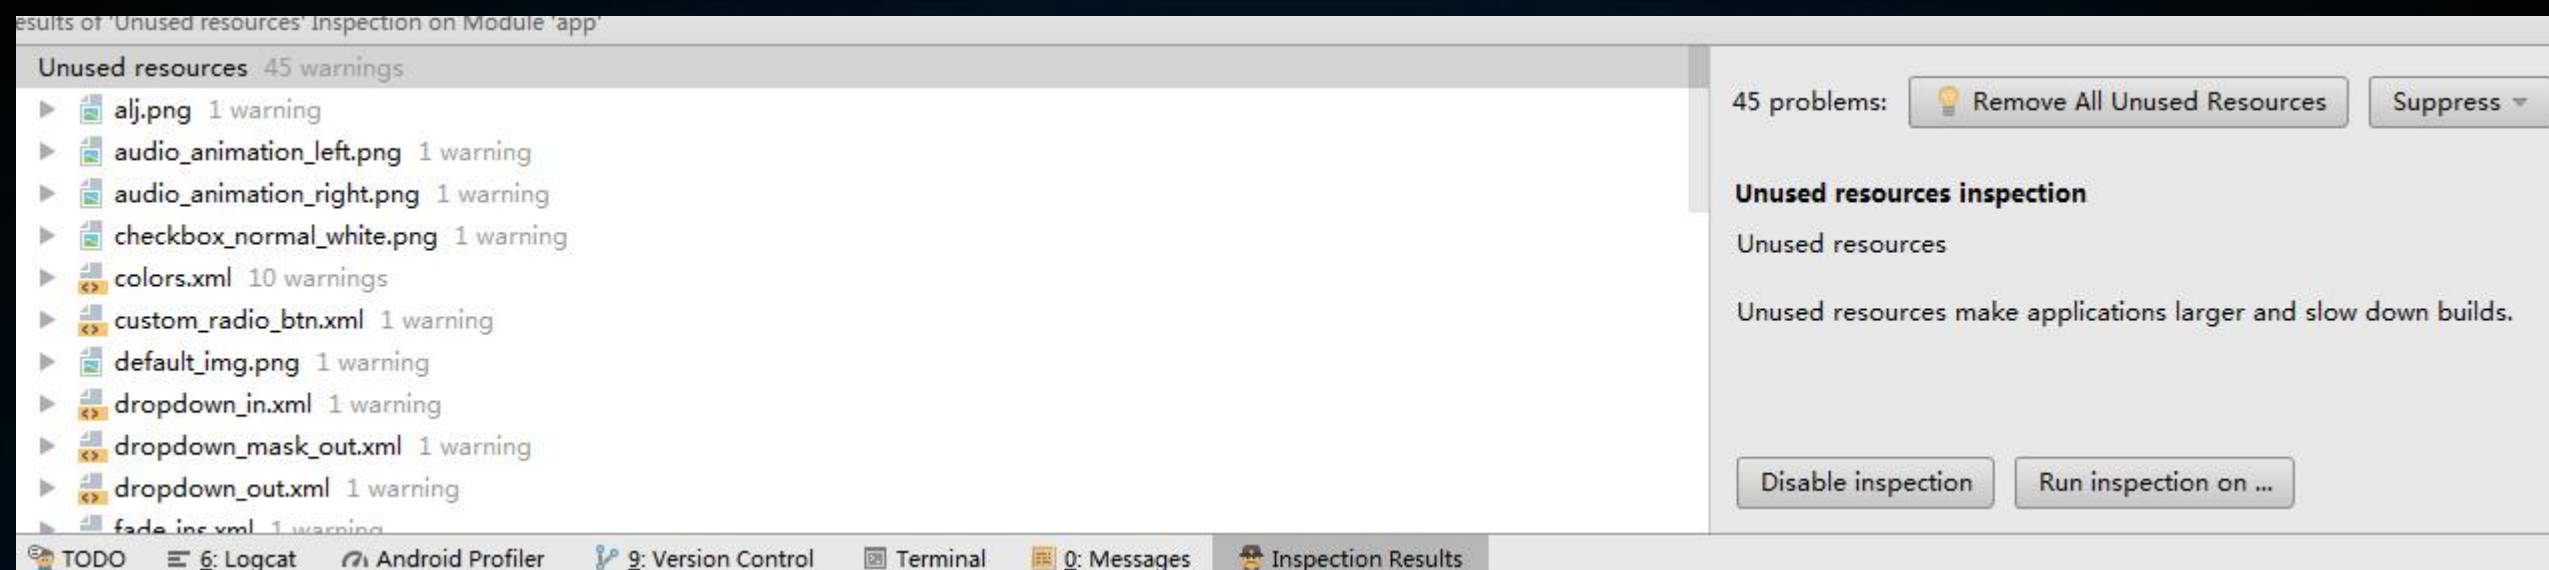 esults of 'Unused resources' Inspection on Module 'app'
Unused resources 45 warnings
alj.png 1 warning
audio_animation_left.png 1 warning
audio_animation_right.png 1 warning
checkbox_normal_white.png 1 warning
colors.xml 10 warnings
custom_radio_btn.xml 1 warning
default_img.png 1 warning
dropdown_in.xml 1 warning
dropdown_mask_out.xml 1 warning
dropdown_out.xml 1 warning
fade_ins.xml 1 warning
45 problems: Remove All Unused Resources Suppress
Unused resources inspection
Unused resources
Unused resources make applications larger and slow down builds.
Disable inspection Run inspection on ...
TODO 6: Logcat Android Profiler 9: Version Control Terminal 0: Messages Inspection Results